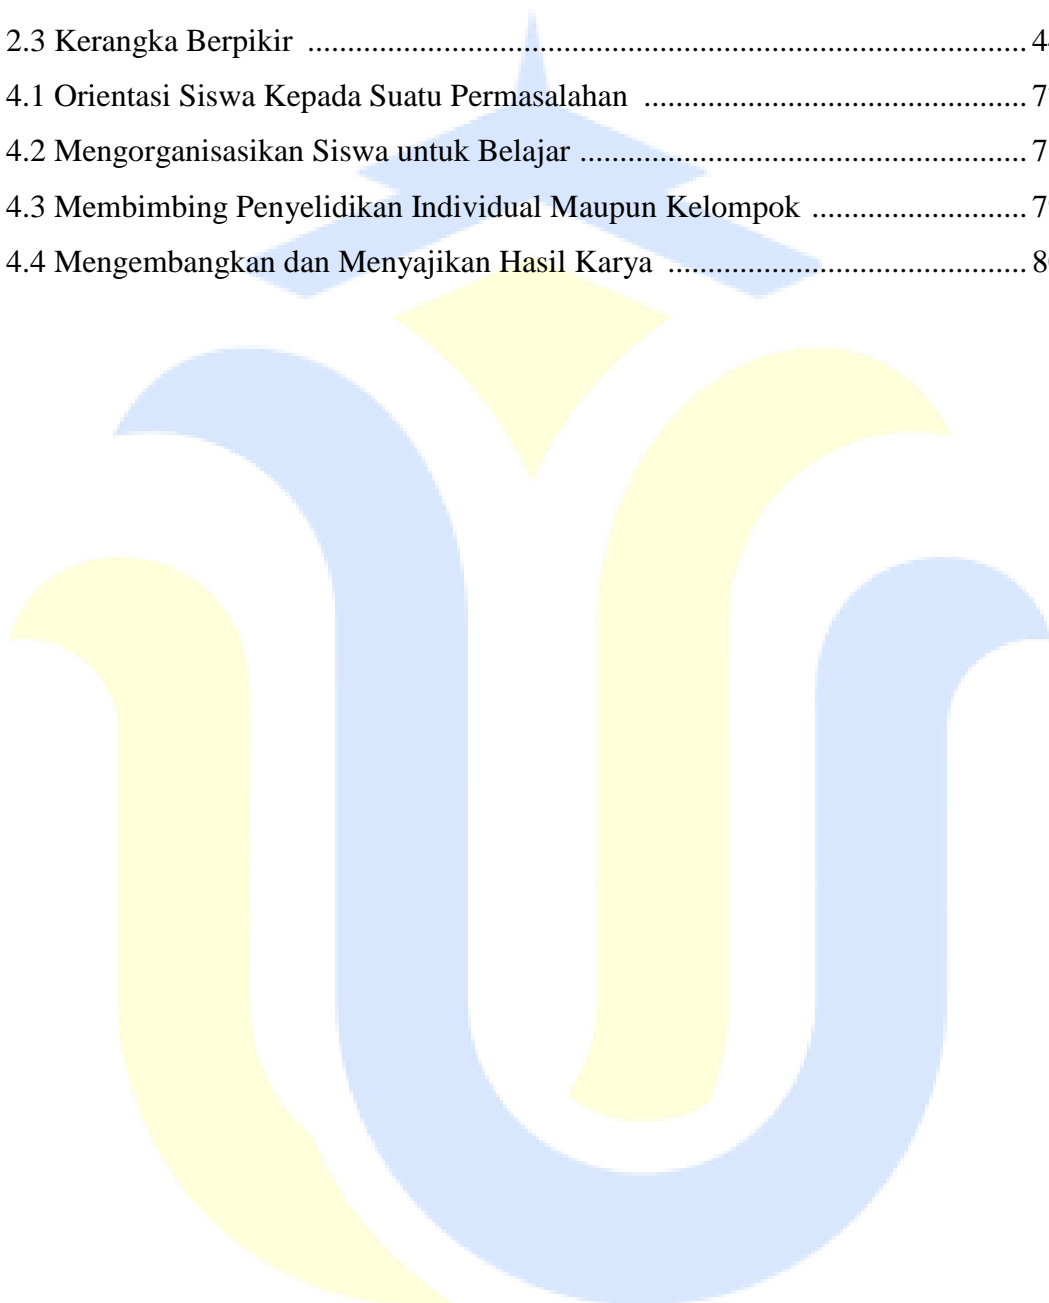 2.3 Kerangka Berpikir ............................................................................................ 4
4.1 Orientasi Siswa Kepada Suatu Permasalahan ................................................. 7
4.2 Mengorganisasikan Siswa untuk Belajar ......................................................... 7
4.3 Membimbing Penyelidikan Individual Maupun Kelompok ............................ 7
4.4 Mengembangkan dan Menyajikan Hasil Karya .............................................. 8